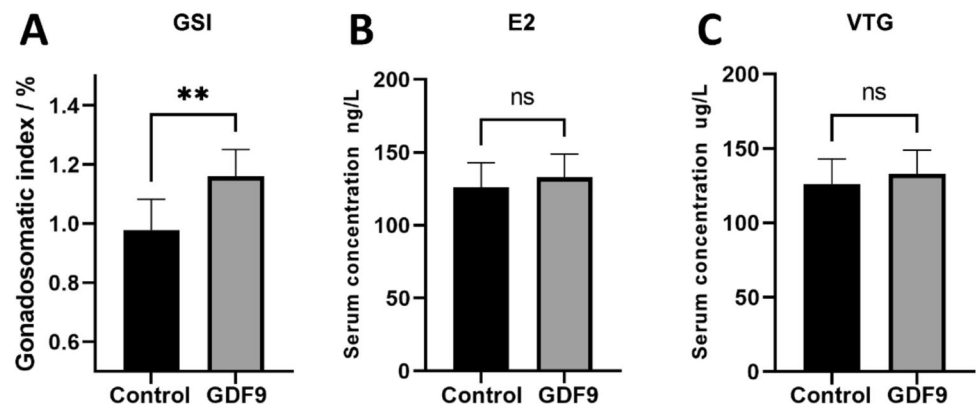 A
GSI
Gonadosomatic index / %
1.4
1.2
1.0
0.8
0.6
**
Control GDF9
B
E2
Serum concentration ng/L
200
150
100
50
0
ns
Control GDF9
C
VTG
Serum concentration ug/L
200
150
100
50
0
ns
Control GDF9